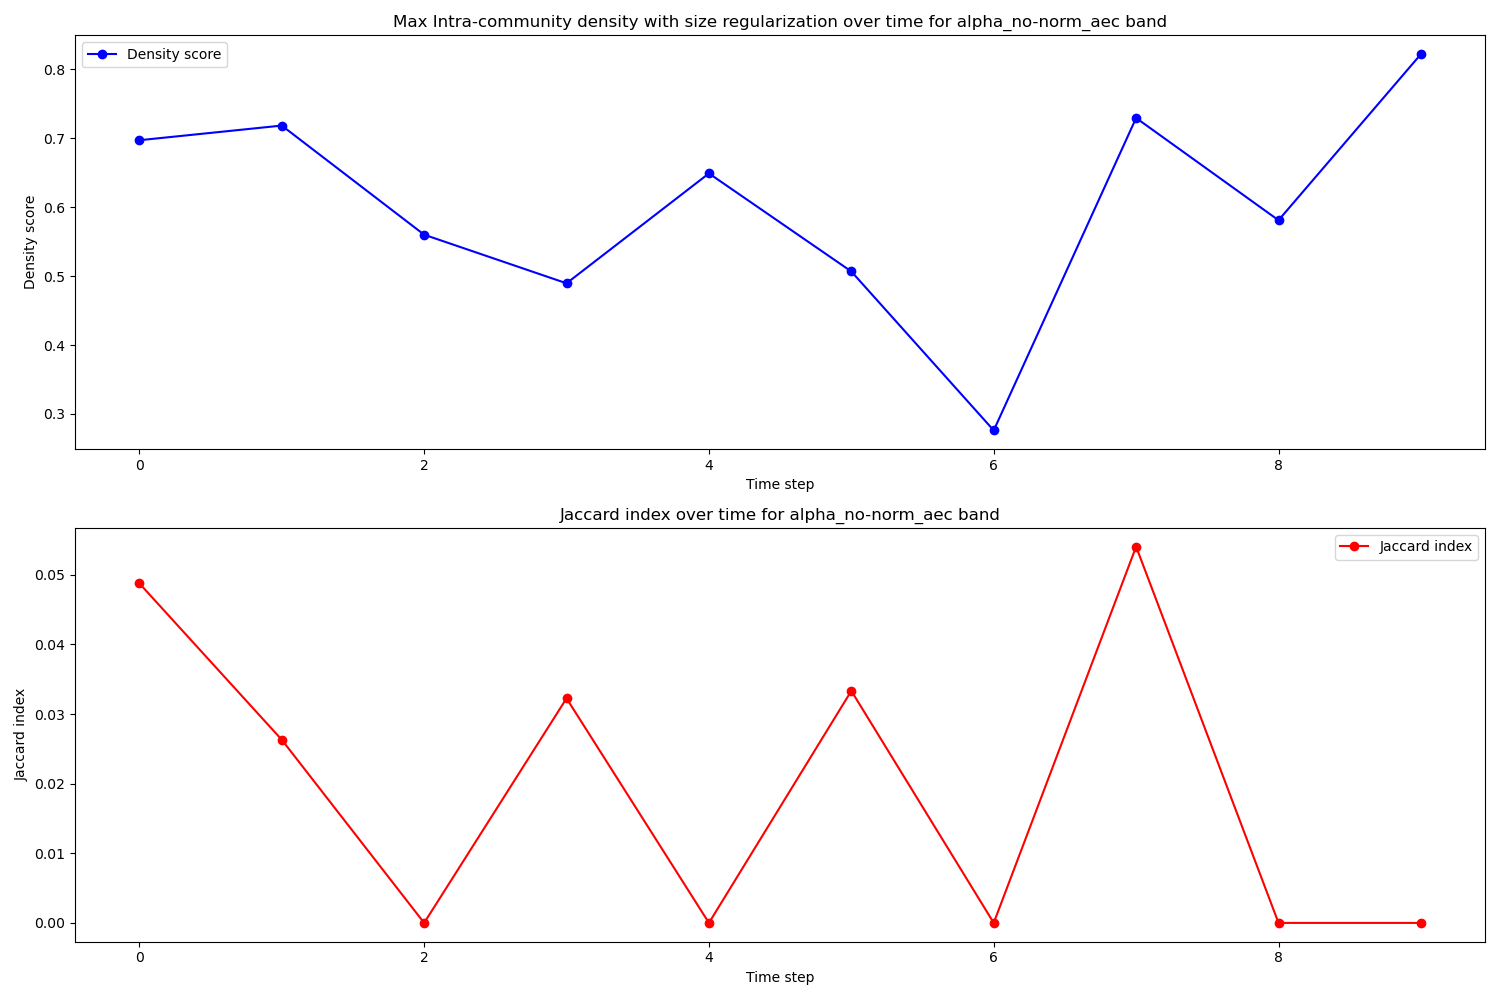 Max Intra-community density with size regularization over time for alpha_no-norm_aec band
Density score
0.8
0.7
0.6
0.5
0.4
0.3
Density score
0 2 4 6 8
Time step
Jaccard index over time for alpha_no-norm_aec band
Jaccard index
0.05
0.04
0.03
0.02
0.01
0.00
Jaccard index
0 2 4 6 8
Time step